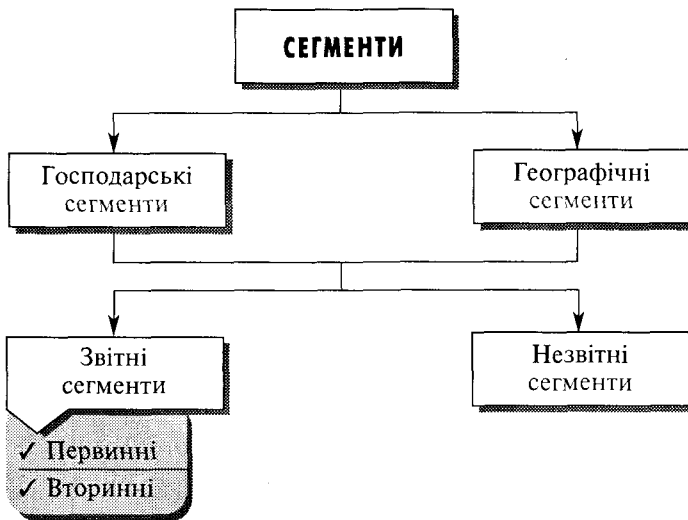 СЕГМЕНТИ
Господарські
сегменти
Географічні
сегменти
Звітні
сегменти
Незвітні
сегменти
✓ Первинні
✓ Вторинні